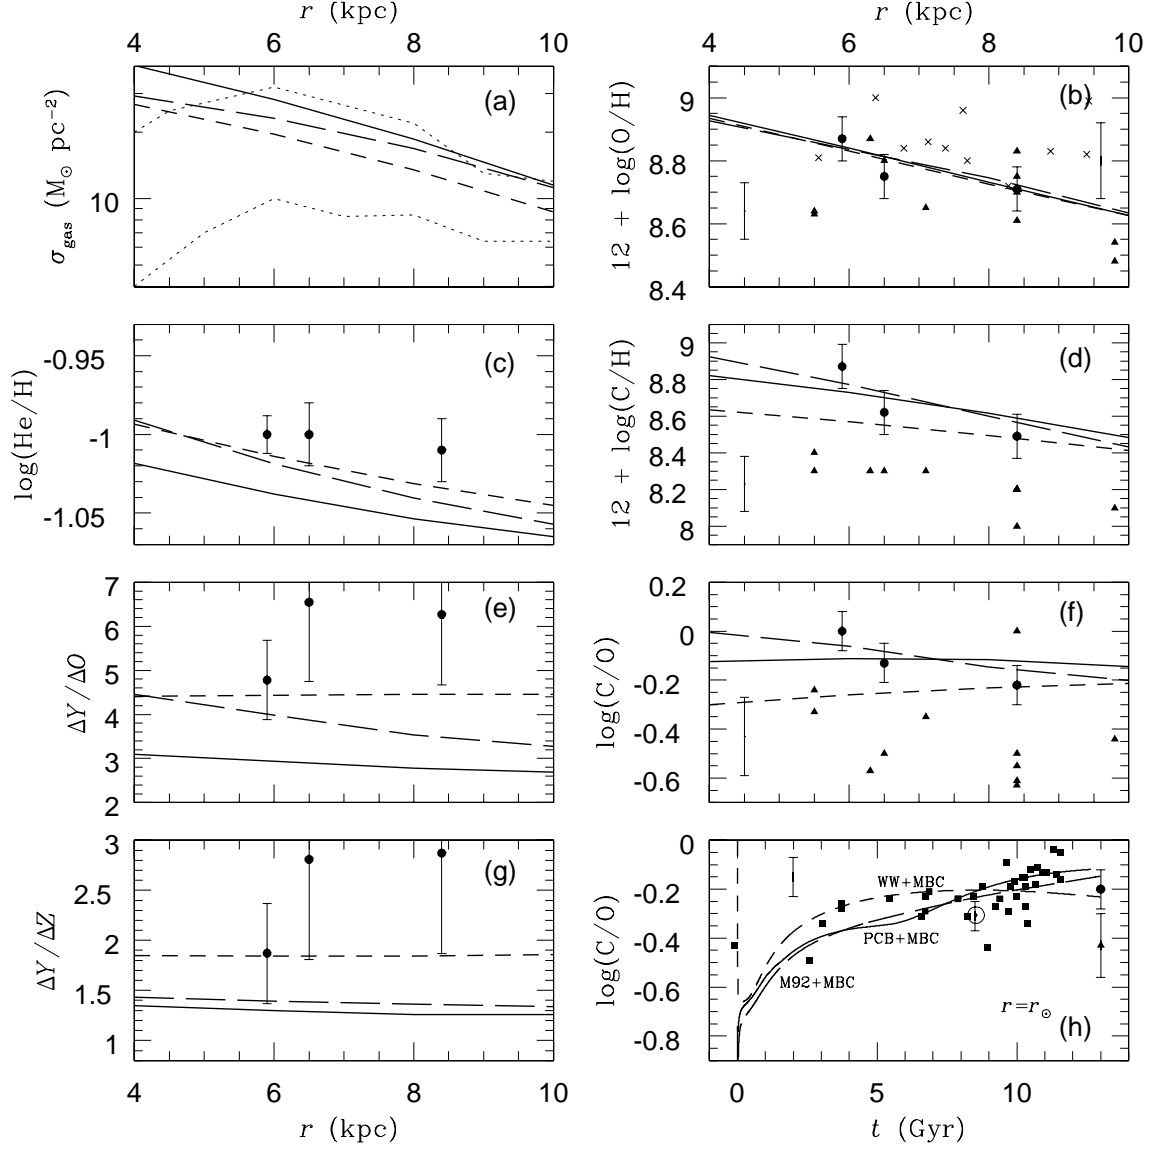 r (kpc)
r (kpc)
4 6 8 10
4 6 8 10
(a)
σgas (M⊙ pc−2)
10
(b)
12 + log(O/H)
9
8.8
8.6
8.4
(c)
log(He/H)
-0.95
-1
-1.05
(d)
12 + log(C/H)
9
8.8
8.6
8.4
8.2
8
(e)
ΔY/ΔO
7
6
5
4
3
2
(f)
log(C/O)
0.2
0
-0.2
-0.4
-0.6
(g)
ΔY/ΔZ
3
2.5
2
1.5
1
(h)
log(C/O)
-0
-0.2
-0.4
-0.6
-0.8
WW+MBC
PCB+MBC
M92+MBC
r=r⊙
4 6 8 10
0 5 10
r (kpc)
t (Gyr)